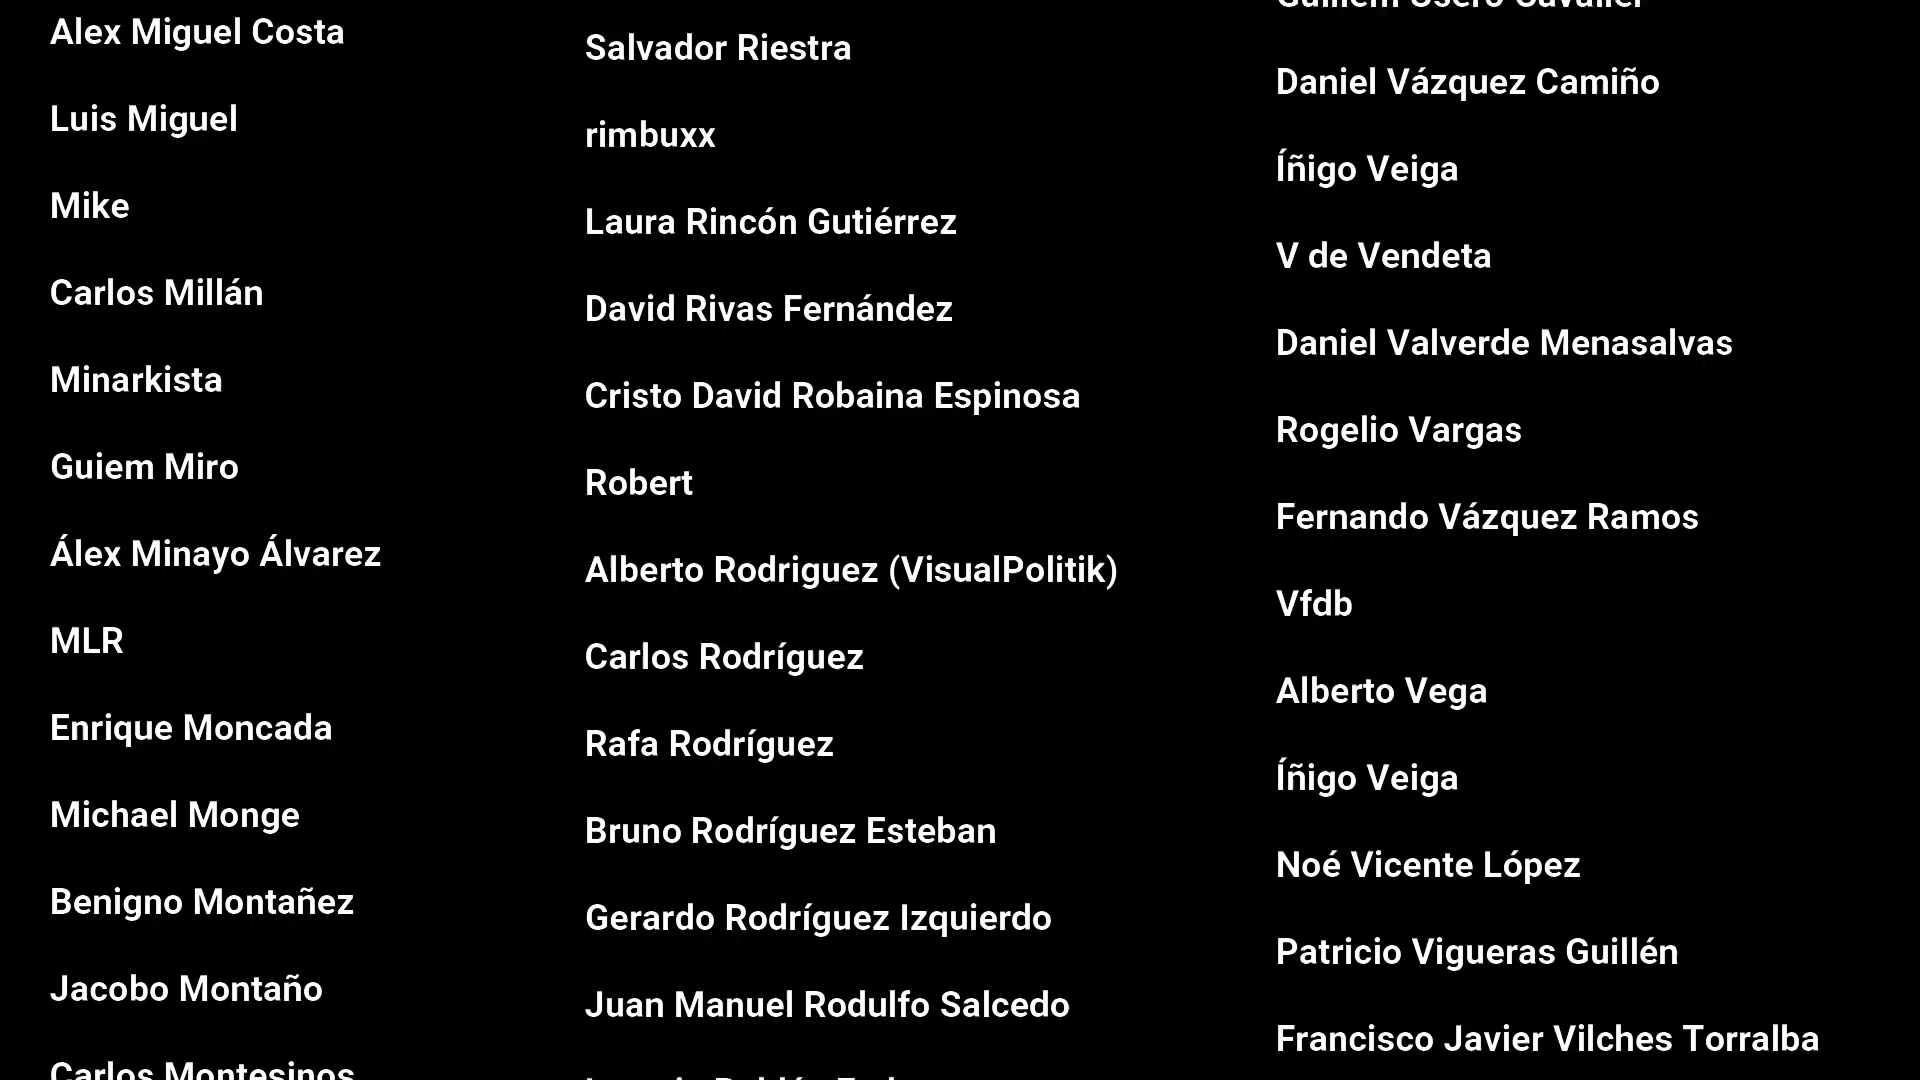 Alex Miguel Costa
Luis Miguel
Mike
Carlos Millán
Minarkista
Guiem Miro
Álex Minayo Álvarez
MLR
Enrique Moncada
Michael Monge
Benigno Montañez
Jacobo Montaño
Carlos Montesinos
Salvador Riestra
rimbuxx
Laura Rincón Gutiérrez
David Rivas Fernández
Cristo David Robaina Espinosa
Robert
Alberto Rodriguez (VisualPolitik)
Carlos Rodríguez
Rafa Rodríguez
Bruno Rodríguez Esteban
Gerardo Rodríguez Izquierdo
Juan Manuel Rodulfo Salcedo
Daniel Vázquez Camiño
Íñigo Veiga
V de Vendeta
Daniel Valverde Menasalvas
Rogelio Vargas
Fernando Vázquez Ramos
Vfdb
Alberto Vega
Íñigo Veiga
Noé Vicente López
Patricio Vigueras Guillén
Francisco Javier Vilches Torralba